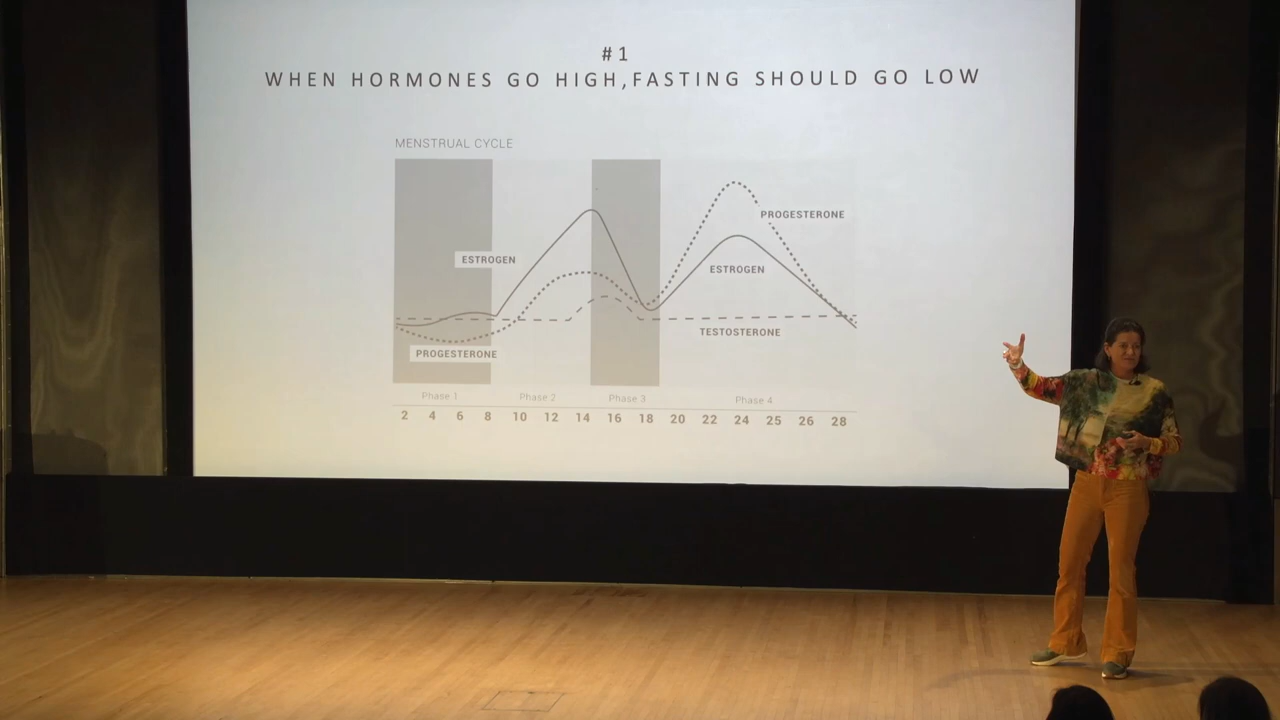 #1
WHEN HORMONES GO HIGH,FASTING SHOULD GO LOW
MENSTRUAL CYCLE
PROGESTERONE
ESTROGEN
ESTROGEN
TESTOSTERONE
PROGESTERONE
Phase 1 Phase 2 Phase 3 Phase 4
2 4 6 8 10 12 14 16 18 20 22 24 25 26 28